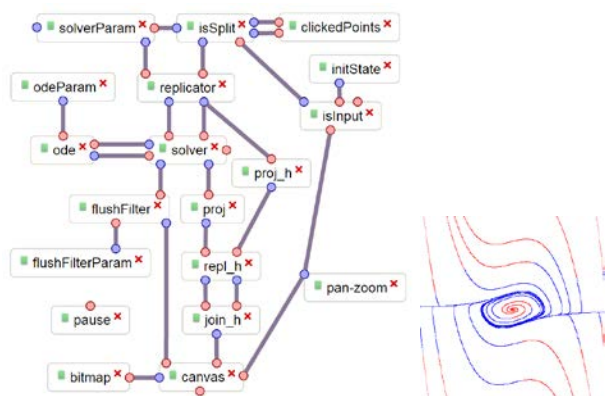 solverParam
isSplit
clickedPoints
initState
odeParam
replicator
isInput
ode
solver
proj_h
flushFilter
proj
flushFilterParam
repl_h
pan-zoom
pause
join_h
bitmap
canvas